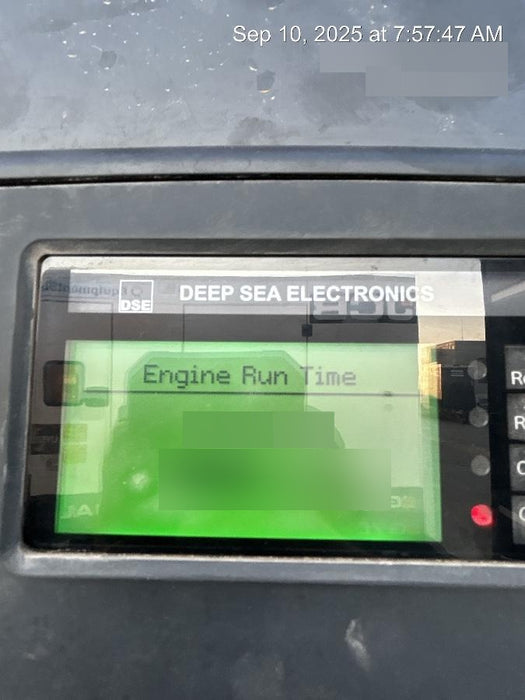 Sep 10, 2025 at 7:57:47 AM
DSE
DEEP SEA ELECTRONICS
Engine Run Time